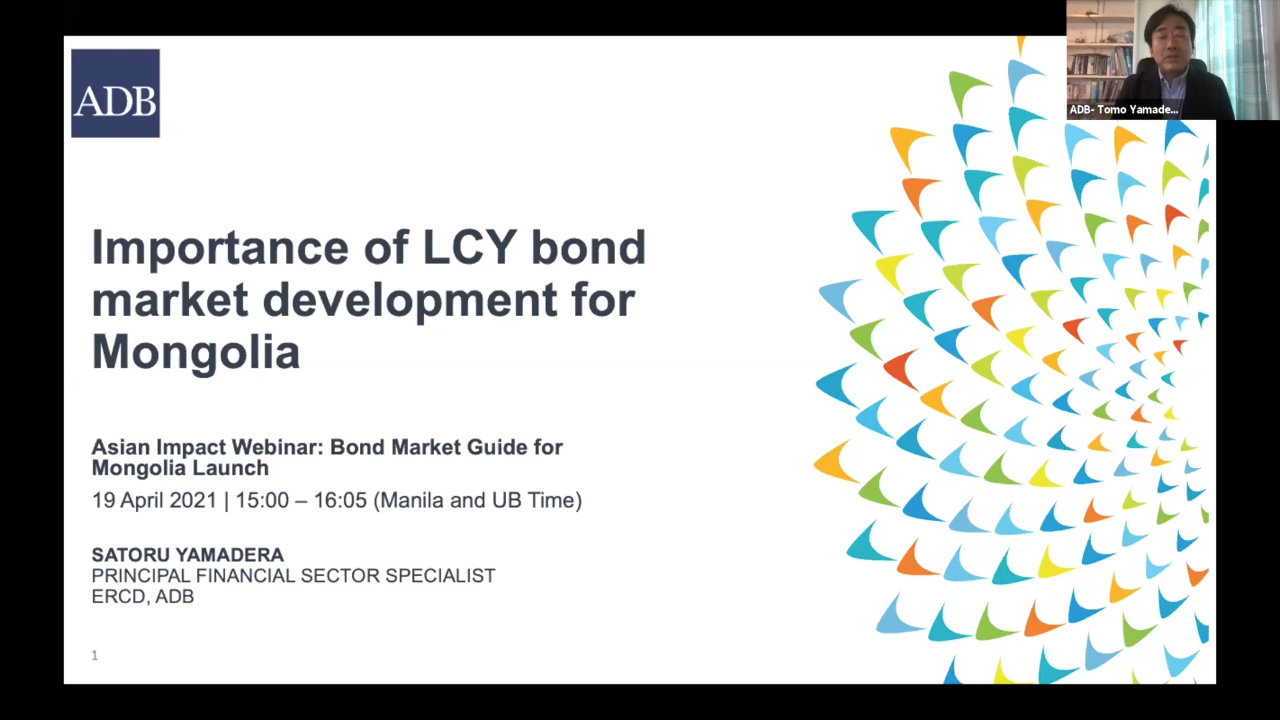 ADB
ADB- Tomo Yamade...
Importance of LCY bond
market development for
Mongolia
Asian Impact Webinar: Bond Market Guide for
Mongolia Launch
19 April 2021 | 15:00 – 16:05 (Manila and UB Time)
SATORU YAMADERA
PRINCIPAL FINANCIAL SECTOR SPECIALIST
ERCD, ADB
1